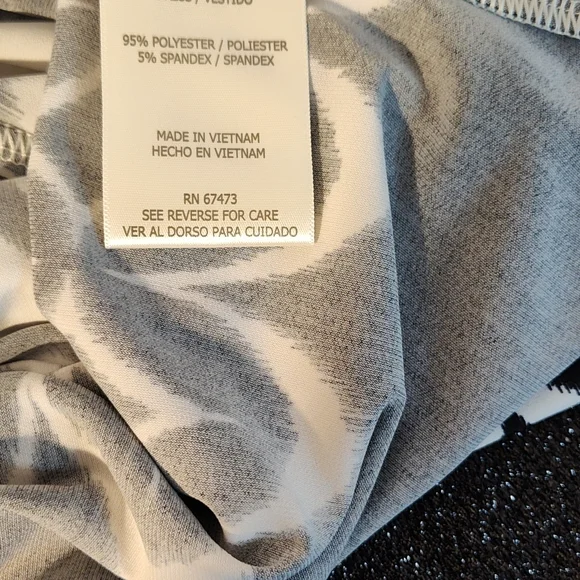 / VESTIDO
95% POLYESTER / POLIESTER
5% SPANDEX / SPANDEX
MADE IN VIETNAM
HECHO EN VIETNAM
RN 67473
SEE REVERSE FOR CARE
VER AL DORSO PARA CUIDADO